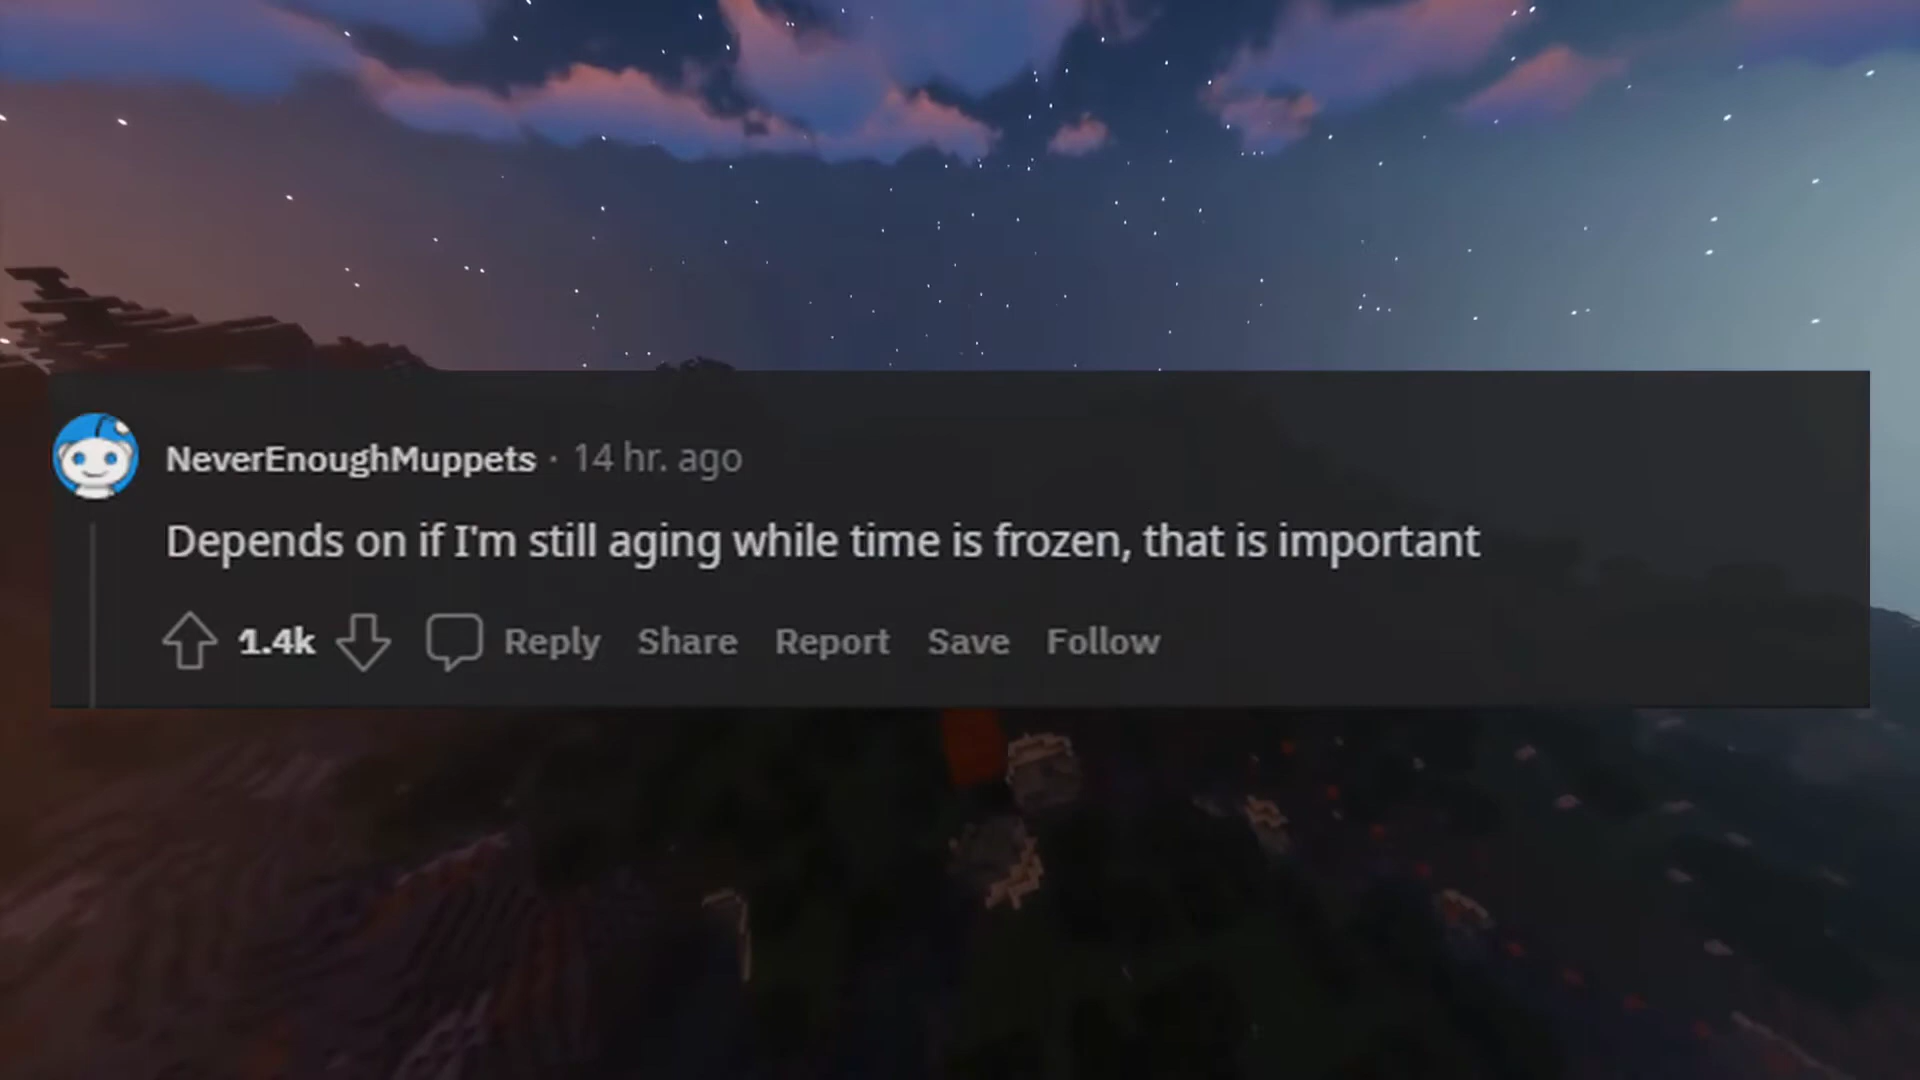 NeverEnoughMuppets · 14 hr. ago
Depends on if I'm still aging while time is frozen, that is important
1.4k Reply Share Report Save Follow